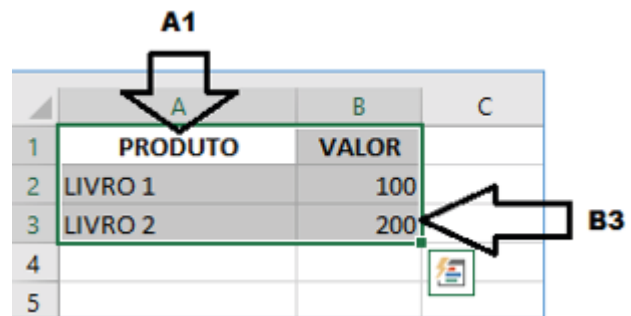 A1
A B C
1 PRODUTO VALOR
2 LIVRO 1 100
3 LIVRO 2 200
B3
4
5